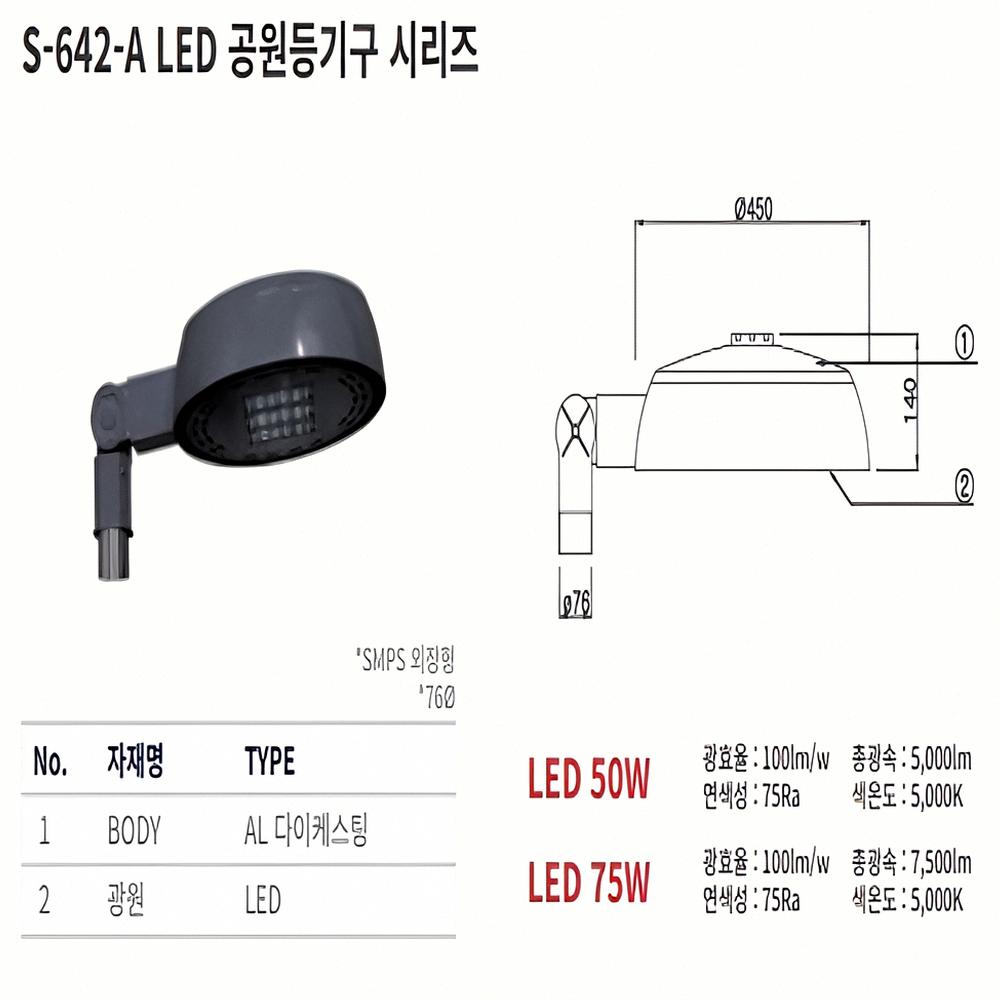 S-642-A LED 공원등기구 시리즈
Ø450
①
140
②
ø76
*SMPS 외장형
*76Ø
No. 자재명 TYPE
1 BODY AL 다이케스팅
2 광원 LED
LED 50W
광효율 : 100lm/w 총광속 : 5,000lm
연색성 : 75Ra 색온도 : 5,000K
LED 75W
광효율 : 100lm/w 총광속 : 7,500lm
연색성 : 75Ra 색온도 : 5,000K